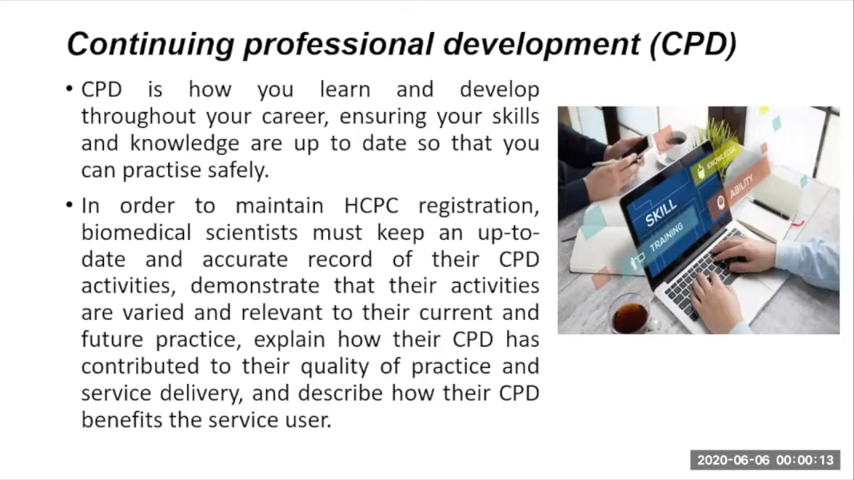 Continuing professional development (CPD)
• CPD is how you learn and develop
throughout your career, ensuring your skills
and knowledge are up to date so that you
can practise safely.
• In order to maintain HCPC registration,
biomedical scientists must keep an up-to-
date and accurate record of their CPD
activities, demonstrate that their activities
are varied and relevant to their current and
future practice, explain how their CPD has
contributed to their quality of practice and
service delivery, and describe how their CPD
benefits the service user.
KNOWLEDGE
ABILITY
SKILL
TRAINING
2020-06-06 00:00:13